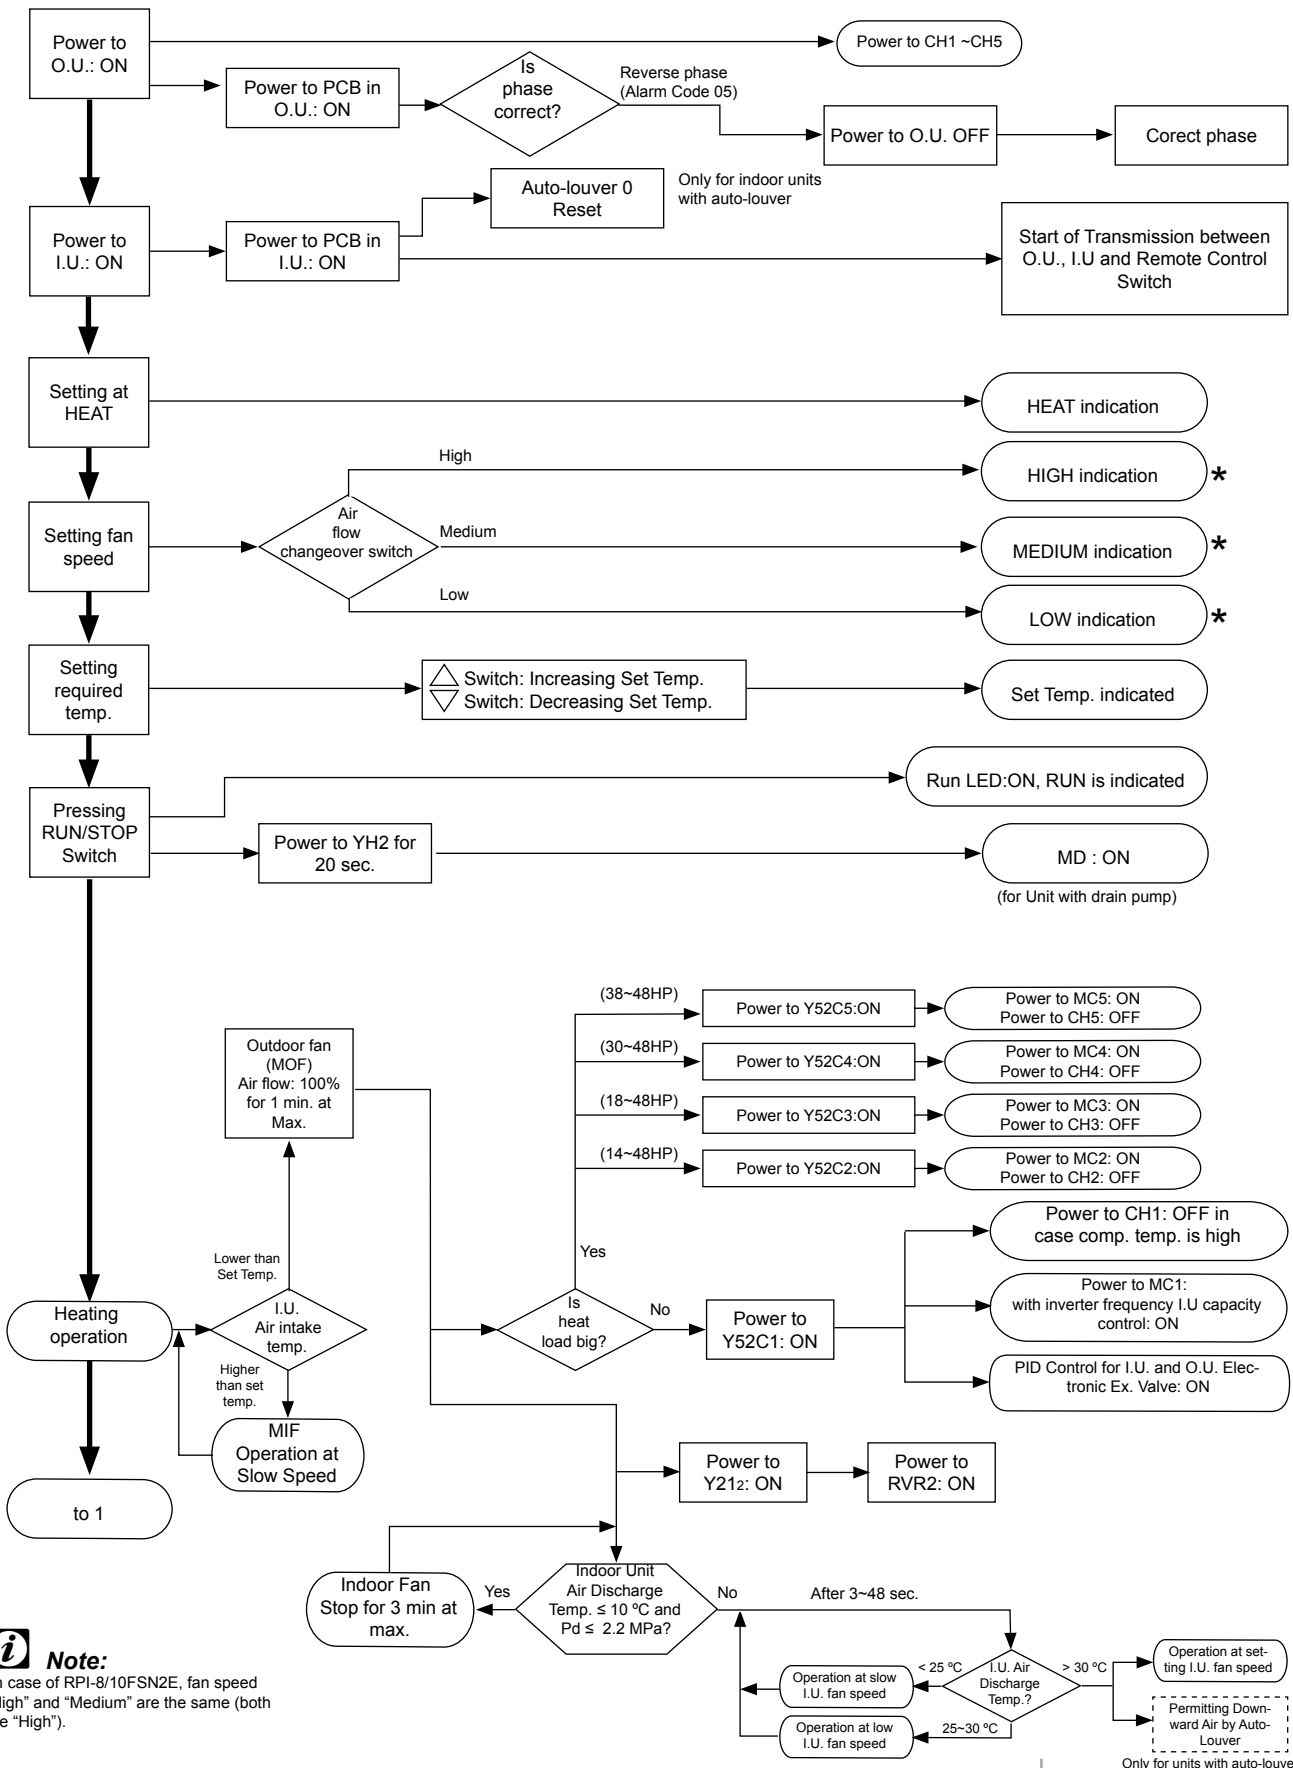 Power to
O.U.: ON
Power to CH1 ~CH5
Power to PCB in
O.U.: ON
Is
phase
correct?
Reverse phase
(Alarm Code 05)
Power to O.U. OFF
Corect phase
Power to
I.U.: ON
Power to PCB in
I.U.: ON
Auto-louver 0
Reset
Only for indoor units
with auto-louver
Start of Transmission between
O.U., I.U and Remote Control
Switch
Setting at
HEAT
HEAT indication
Setting fan
speed
Air
flow
changeover switch
High
HIGH indication
*
Medium
MEDIUM indication
*
Low
LOW indication
*
Setting
required
temp.
Switch: Increasing Set Temp.
Switch: Decreasing Set Temp.
Set Temp. indicated
Pressing
RUN/STOP
Switch
Run LED:ON, RUN is indicated
Power to YH2 for
20 sec.
MD : ON
(for Unit with drain pump)
Outdoor fan
(MOF)
Air flow: 100%
for 1 min. at
Max.
(38~48HP)
Power to Y52C5:ON
Power to MC5: ON
Power to CH5: OFF
(30~48HP)
Power to Y52C4:ON
Power to MC4: ON
Power to CH4: OFF
(18~48HP)
Power to Y52C3:ON
Power to MC3: ON
Power to CH3: OFF
(14~48HP)
Power to Y52C2:ON
Power to MC2: ON
Power to CH2: OFF
Heating
operation
Lower than
Set Temp.
I.U.
Air intake
temp.
Higher
than set
temp.
MIF
Operation at
Slow Speed
Yes
Is
heat
load big?
No
Power to
Y52C1: ON
Power to CH1: OFF in
case comp. temp. is high
Power to MC1:
with inverter frequency I.U capacity
control: ON
PID Control for I.U. and O.U. Elec-
tronic Ex. Valve: ON
to 1
Power to
Y212: ON
Power to
RVR2: ON
Indoor Fan
Stop for 3 min at
max.
Yes
Indoor Unit
Air Discharge
Temp. ≤ 10 ºC and
Pd ≤ 2.2 MPa?
No
After 3~48 sec.
Operation at slow
I.U. fan speed
< 25 ºC
I.U. Air
Discharge
Temp.?
> 30 ºC
Operation at set-
ting I.U. fan speed
Operation at low
I.U. fan speed
25~30 ºC
Permitting Down-
ward Air by Auto-
Louver
Only for units with auto-louve
i Note:
n case of RPI-8/10FSN2E, fan speed
High" and “Medium” are the same (both
e “High”).